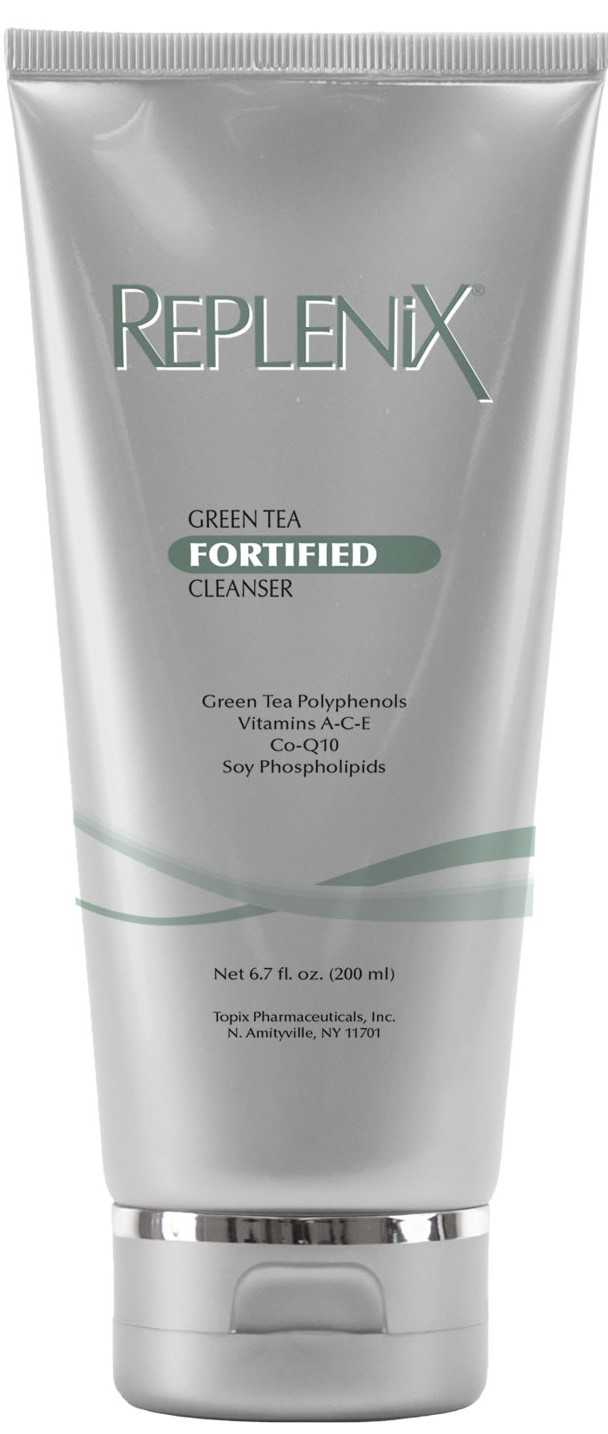 REPLENiX®
GREEN TEA
FORTIFIED
CLEANSER
Green Tea Polyphenols
Vitamins A-C-E
Co-Q10
Soy Phospholipids
Net 6.7 fl. oz. (200 ml)
Topix Pharmaceuticals, Inc.
N. Amityville, NY 11701